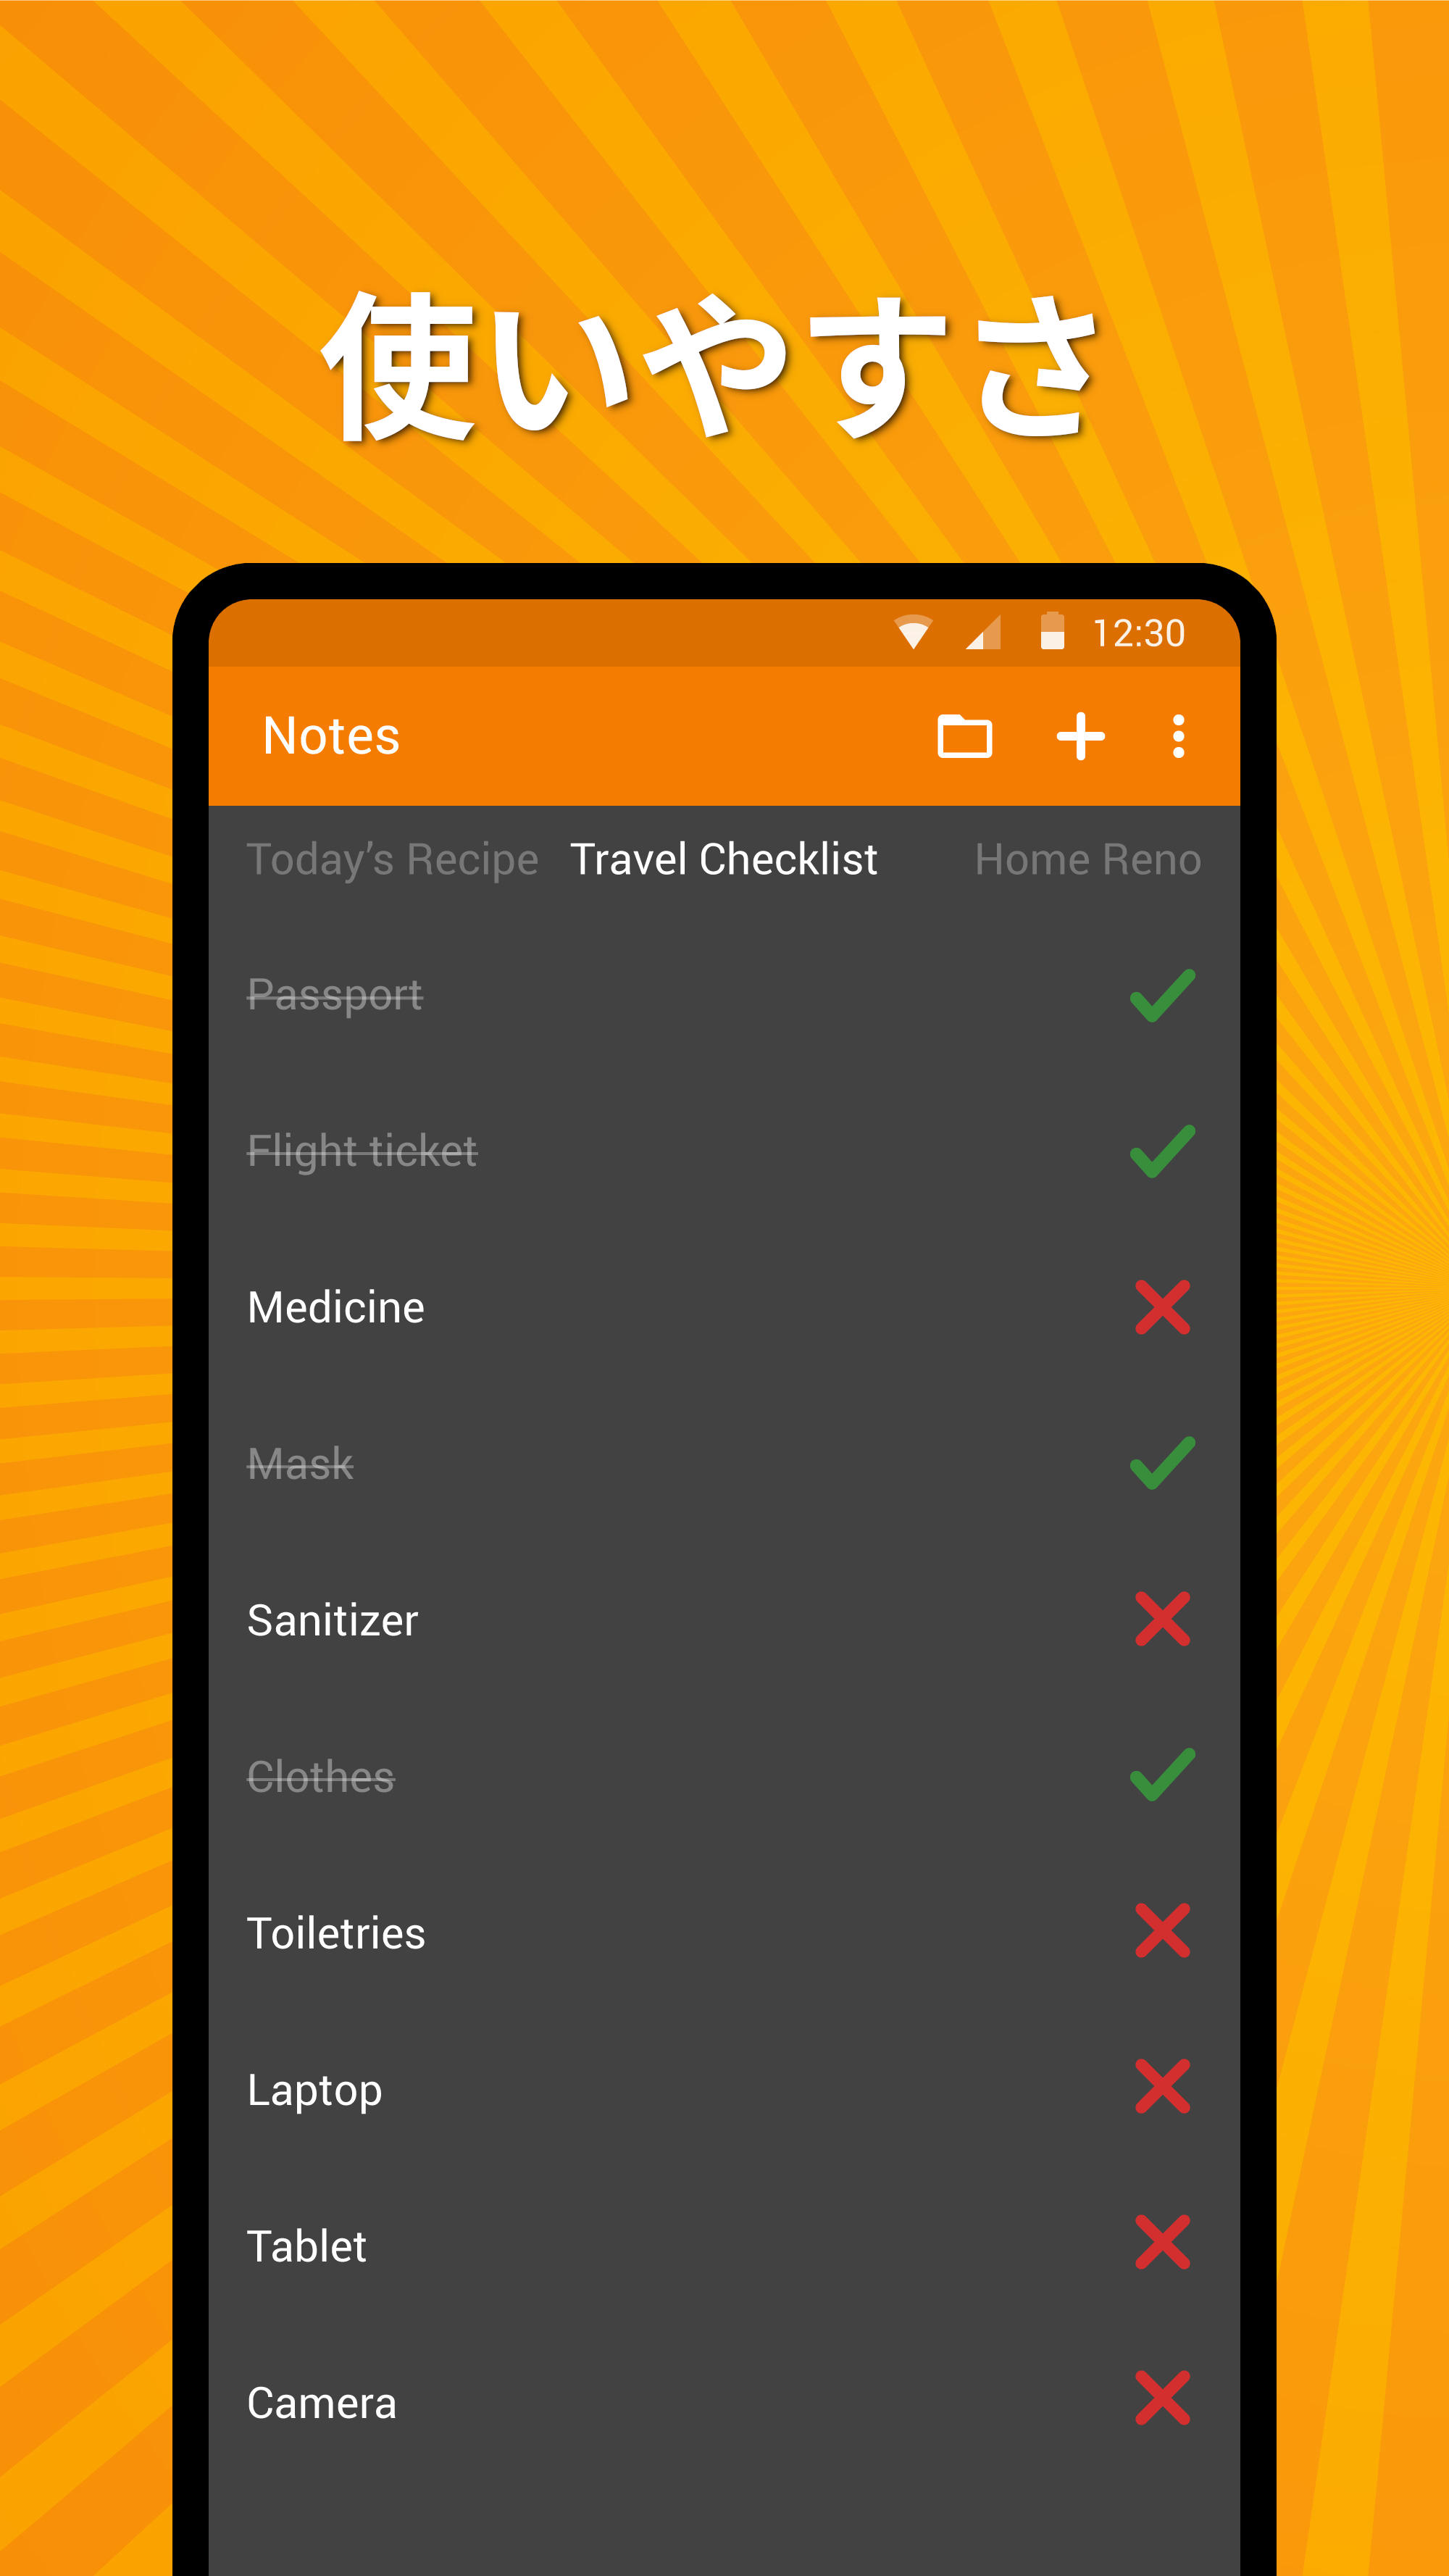 使いやすさ
12:30
Notes
Today’s Recipe Travel Checklist Home Reno
Passport
Flight ticket
Medicine
Mask
Sanitizer
Clothes
Toiletries
Laptop
Tablet
Camera